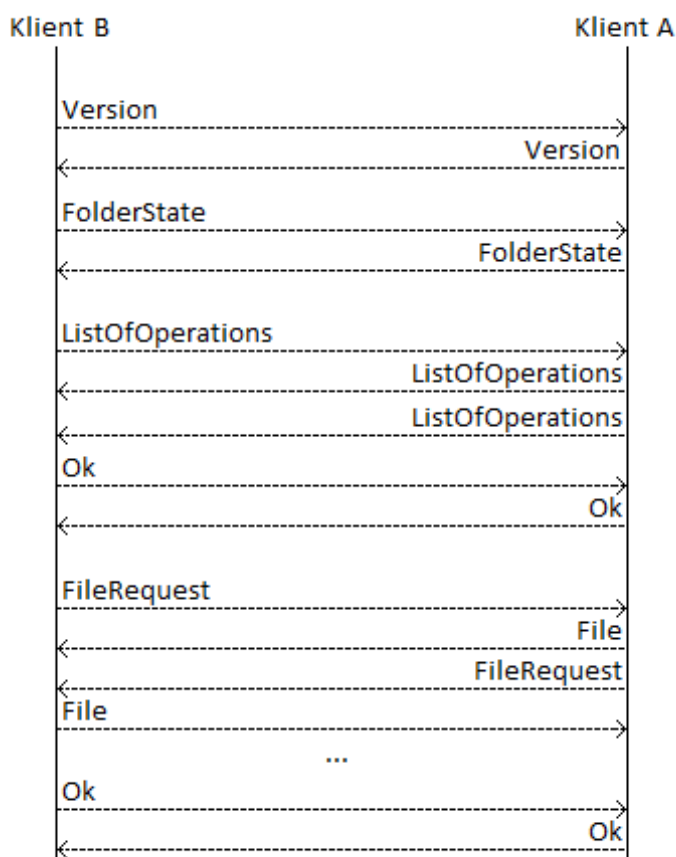 Klient B Klient A
Version
Version
FolderState
FolderState
ListOfOperations
ListOfOperations
ListOfOperations
Ok
Ok
FileRequest
File
FileRequest
File
...
Ok
Ok